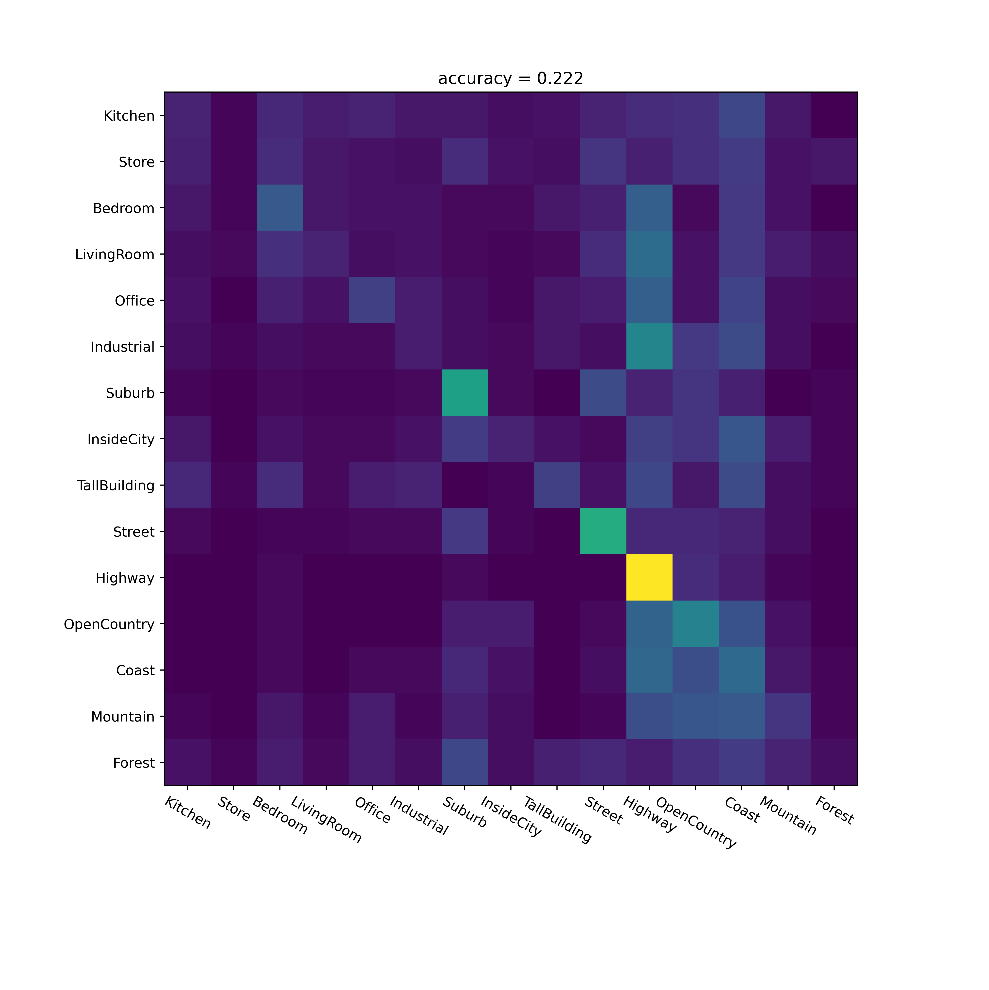 accuracy = 0.222
Kitchen
Store
Bedroom
LivingRoom
Office
Industrial
Suburb
InsideCity
TallBuilding
Street
Highway
OpenCountry
Coast
Mountain
Forest
Kitchen
Store
Bedroom
LivingRoom
Office
Industrial
Suburb
InsideCity
TallBuilding
Street
Highway
OpenCountry
Coast
Mountain
Forest